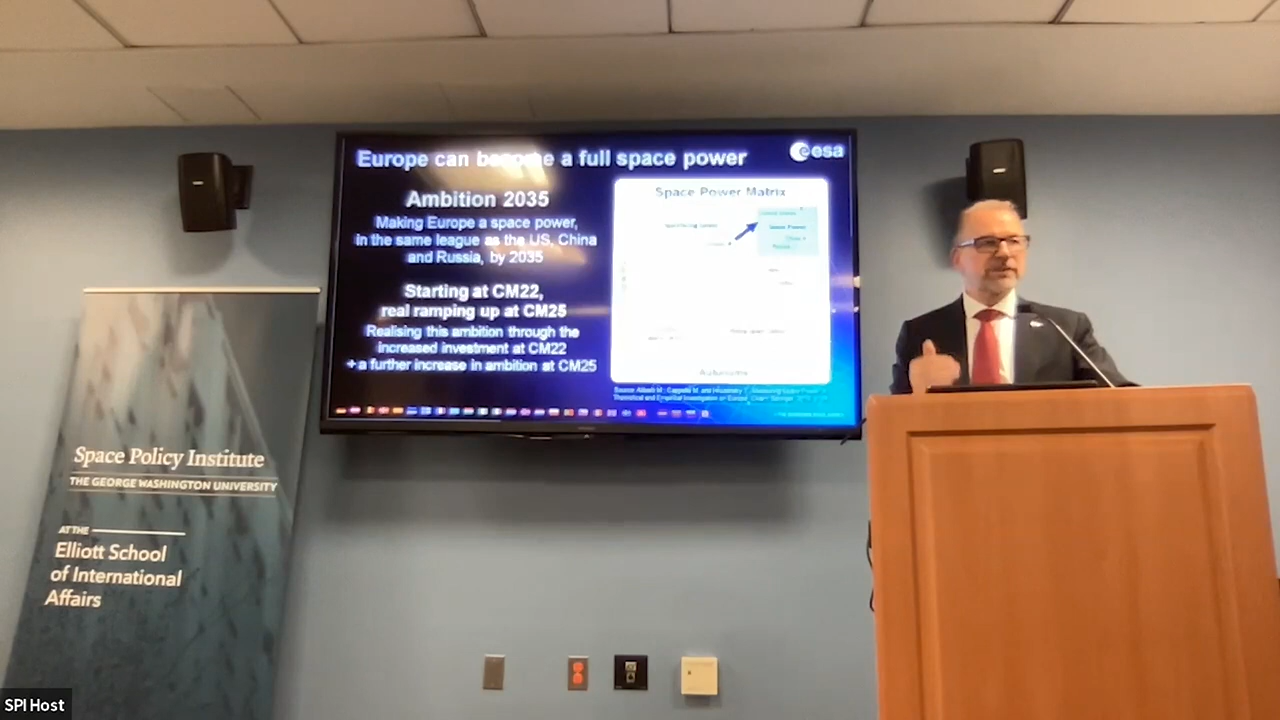 Europe can become a full space power
esa
Ambition 2035
Making Europe a space power,
in the same league as the US, China
and Russia, by 2035
Starting at CM22,
real ramping up at CM25
Realising this ambition through the
increased investment at CM22
+ a further increase in ambition at CM25
Space Power Matrix
Space Power
Autonomy
Space Policy Institute
THE GEORGE WASHINGTON UNIVERSITY
AT THE
Elliott School
of International
Affairs
SPI Host